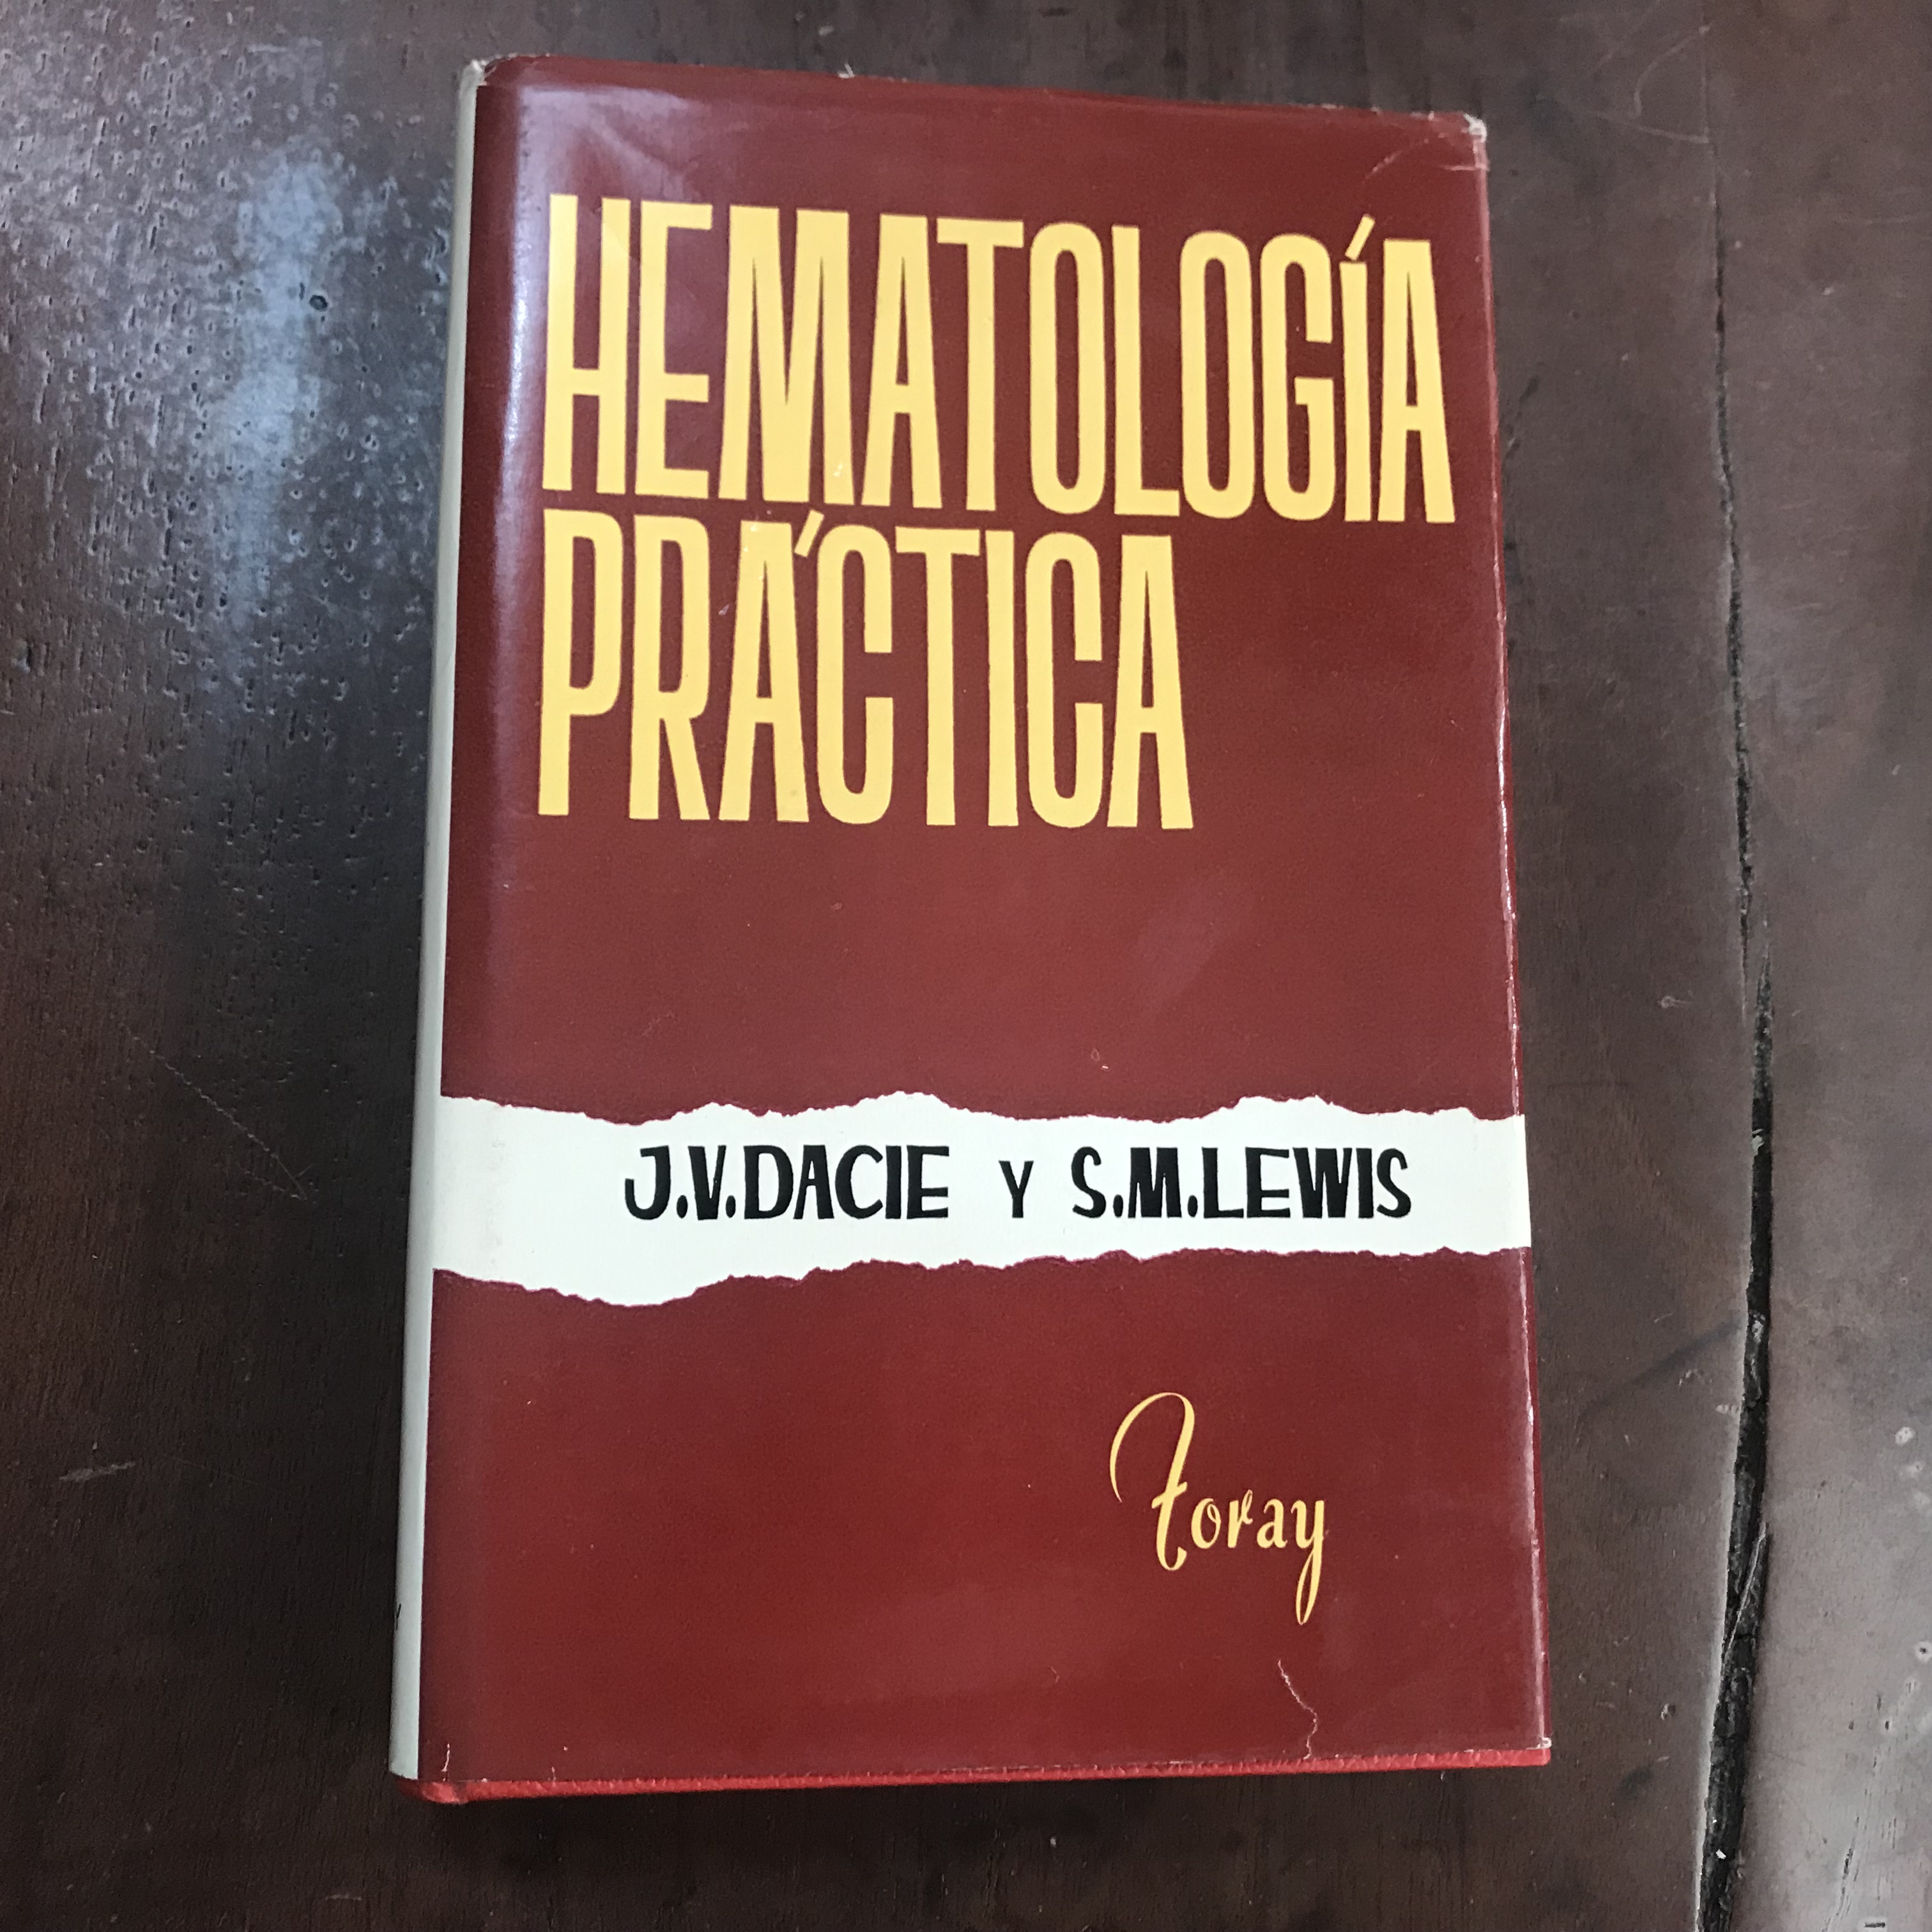 HEMATOLOGÍA
PRÁCTICA
J.V.DACIE Y S.M.LEWIS
Toray